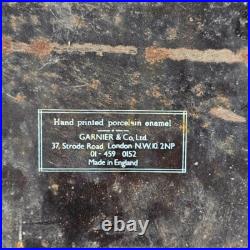 Hand printed porcelain enamel
GARNIER & Co, Ltd.
37, Strode Road London N.W.10. 2NP
01 - 459 0152
Made in England